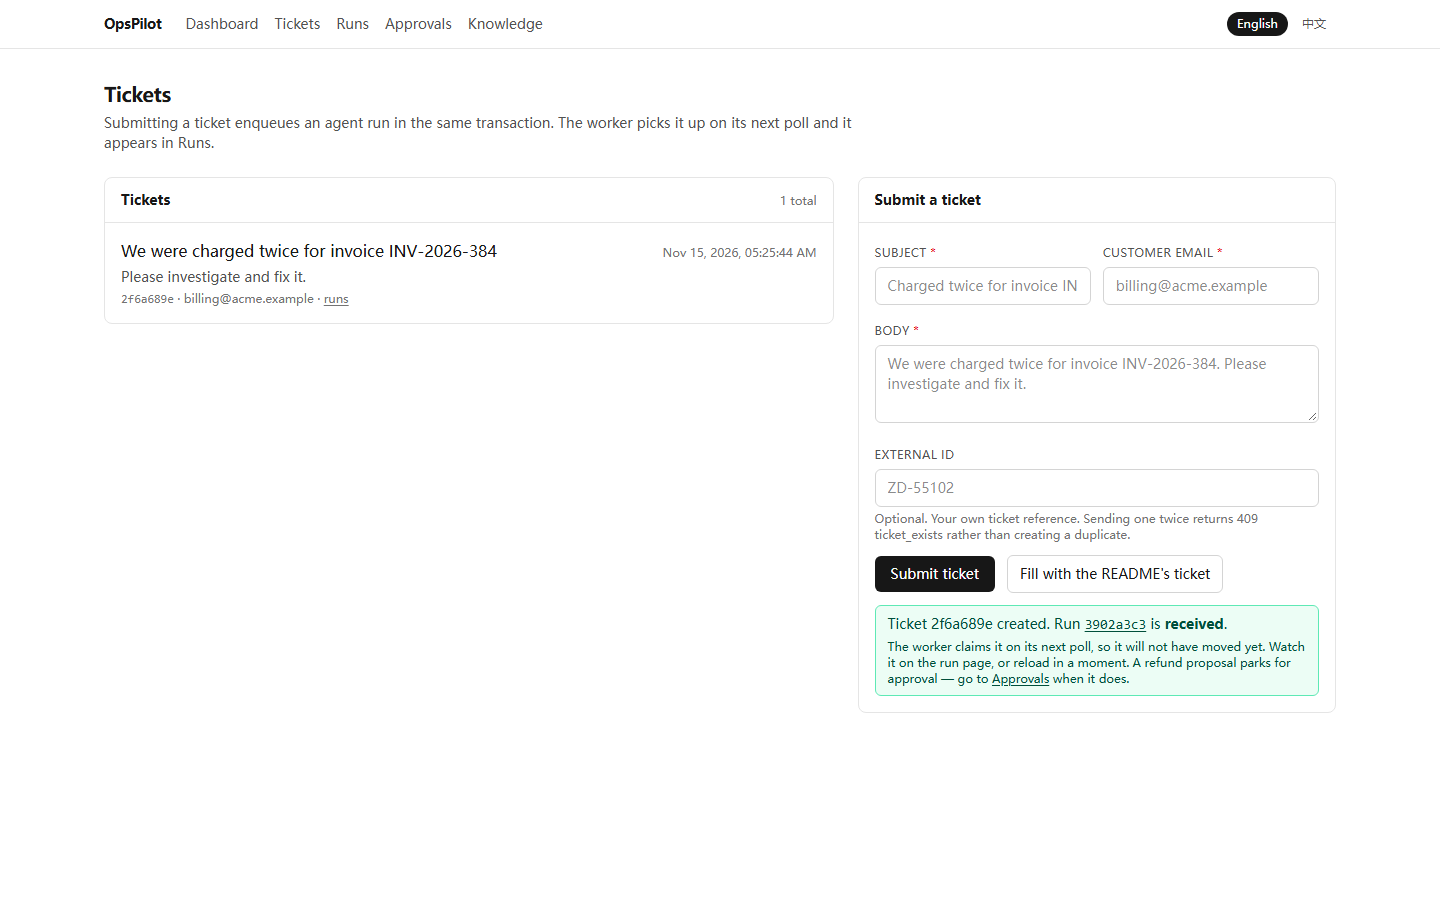 OpsPilot Dashboard Tickets Runs Approvals Knowledge English 中文
Tickets
Submitting a ticket enqueues an agent run in the same transaction. The worker picks it up on its next poll and it
appears in Runs.
Tickets 1 total
We were charged twice for invoice INV-2026-384 Nov 15, 2026, 05:25:44 AM
Please investigate and fix it.
2f6a689e · billing@acme.example · runs
Submit a ticket
SUBJECT * CUSTOMER EMAIL *
Charged twice for invoice IN billing@acme.example
BODY *
We were charged twice for invoice INV-2026-384. Please
investigate and fix it.
EXTERNAL ID
ZD-55102
Optional. Your own ticket reference. Sending one twice returns 409
ticket_exists rather than creating a duplicate.
Submit ticket Fill with the README's ticket
Ticket 2f6a689e created. Run 3902a3c3 is received.
The worker claims it on its next poll, so it will not have moved yet. Watch
it on the run page, or reload in a moment. A refund proposal parks for
approval — go to Approvals when it does.